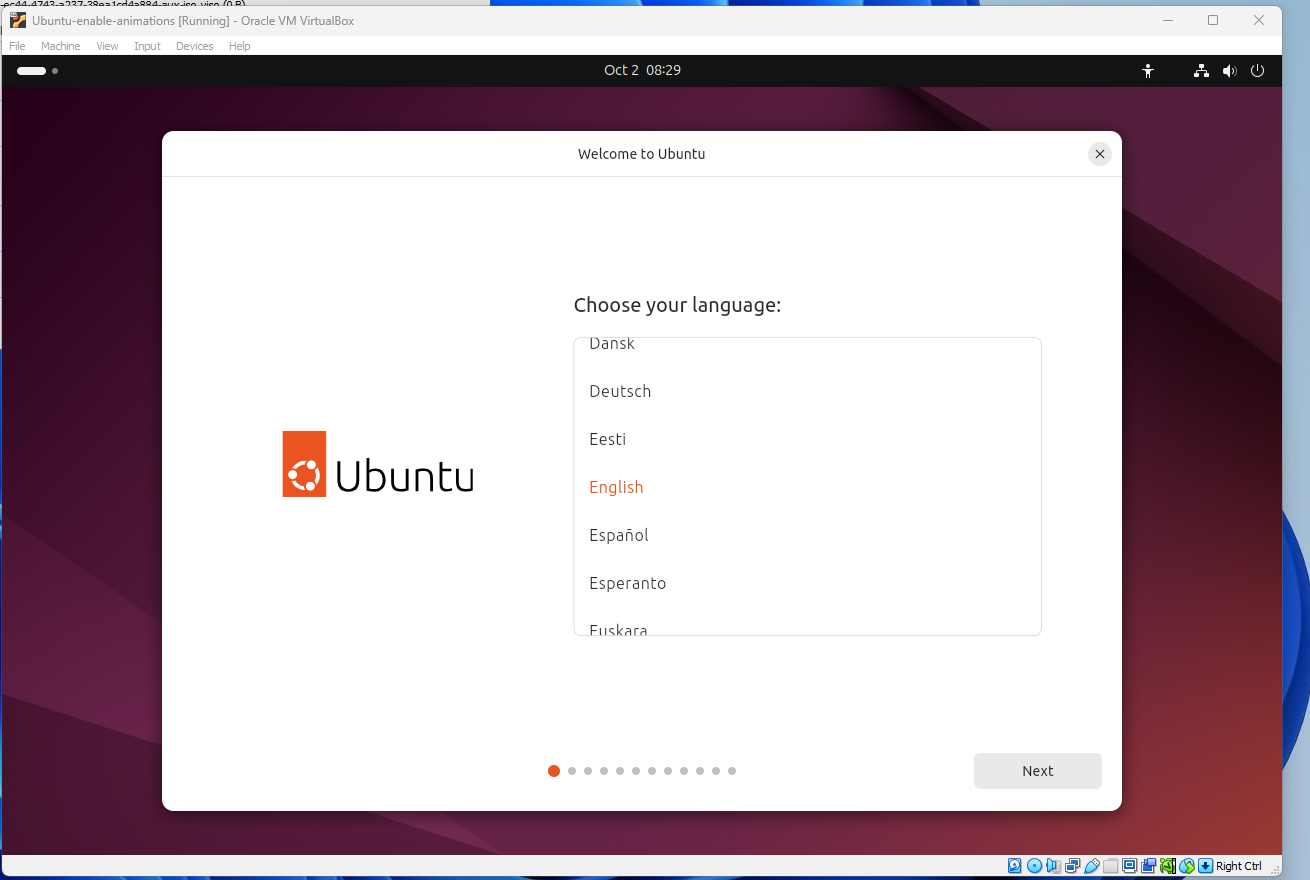 Ubuntu-enable-animations [Running] - Oracle VM VirtualBox
File Machine View Input Devices Help
Oct 2 08:29
Welcome to Ubuntu
Choose your language:
Dansk
Deutsch
Eesti
English
Español
Esperanto
Euskara
Ubuntu
Next
Right Ctrl